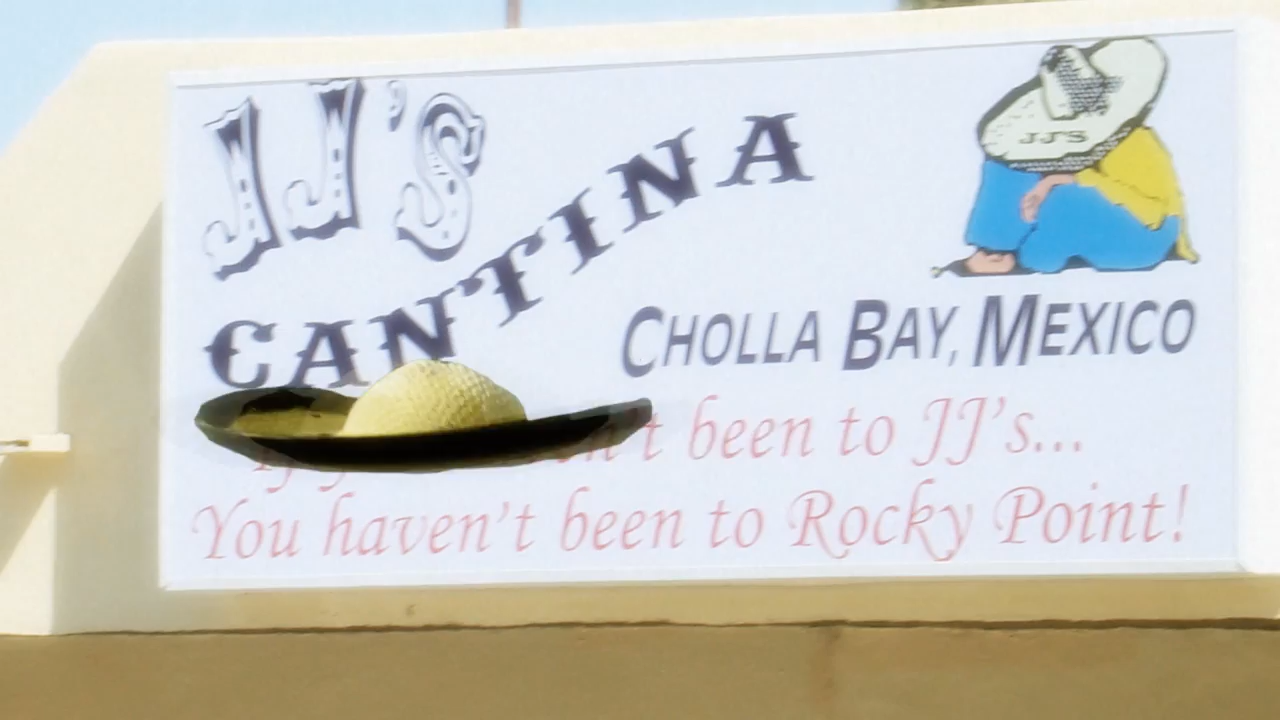 JJ'S
CANTINA
JJ'S
CHOLLA BAY, MEXICO
been to JJ's...
You haven't been to Rocky Point!